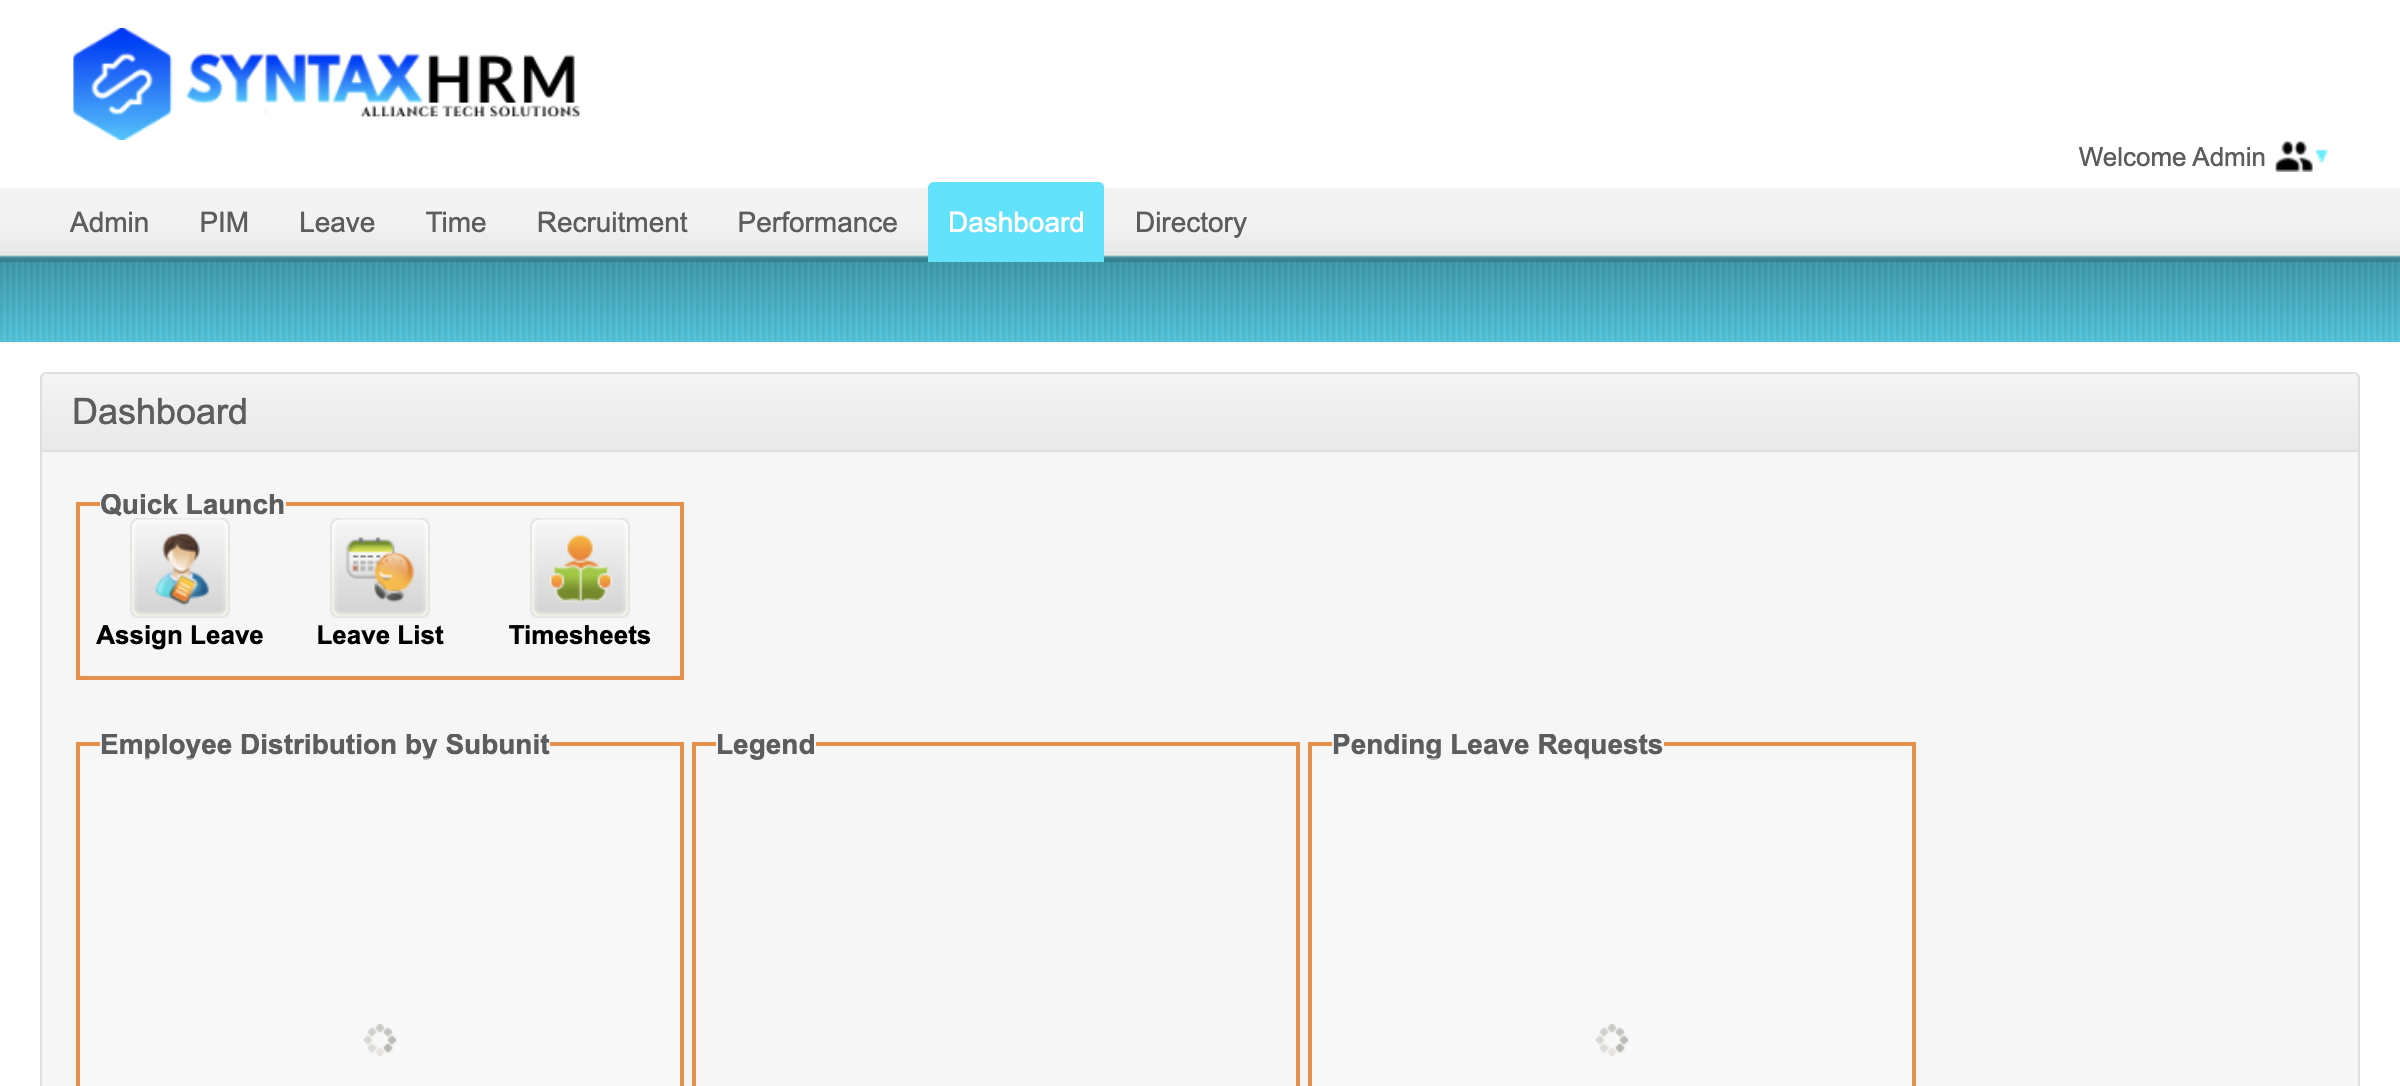 SYNTAXHRM
ALLIANCE TECH SOLUTIONS
Welcome Admin
Admin PIM Leave Time Recruitment Performance Dashboard Directory
Dashboard
Quick Launch
Assign Leave Leave List Timesheets
Employee Distribution by Subunit Legend Pending Leave Requests